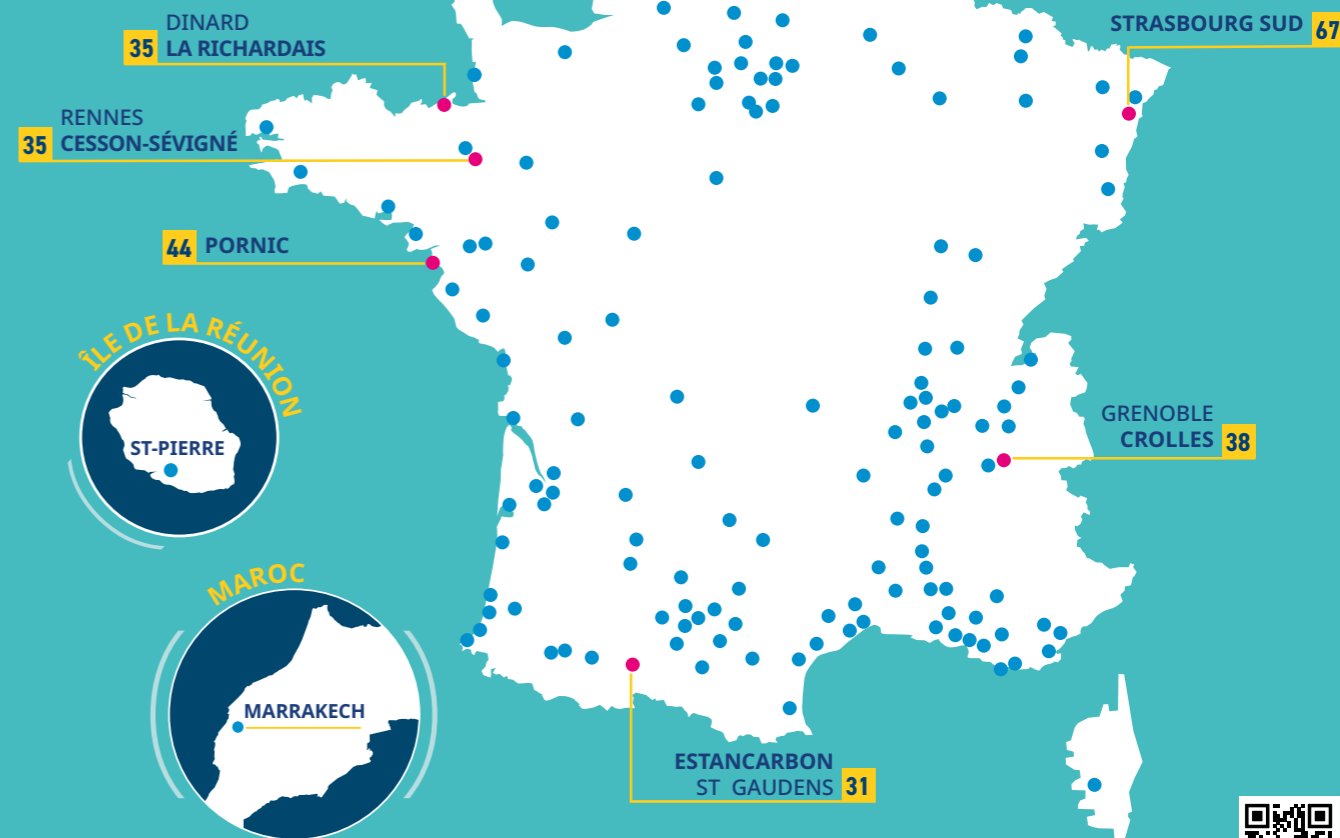 DINARD
35 LA RICHARDAIS
STRASBOURG SUD 67
RENNES
35 CESSON-SÉVIGNÉ
44 PORNIC
ÎLE DE LA RÉUNION
ST-PIERRE
GRENOBLE
CROLLES 38
MAROC
MARRAKECH
ESTANCARBON
ST GAUDENS 31